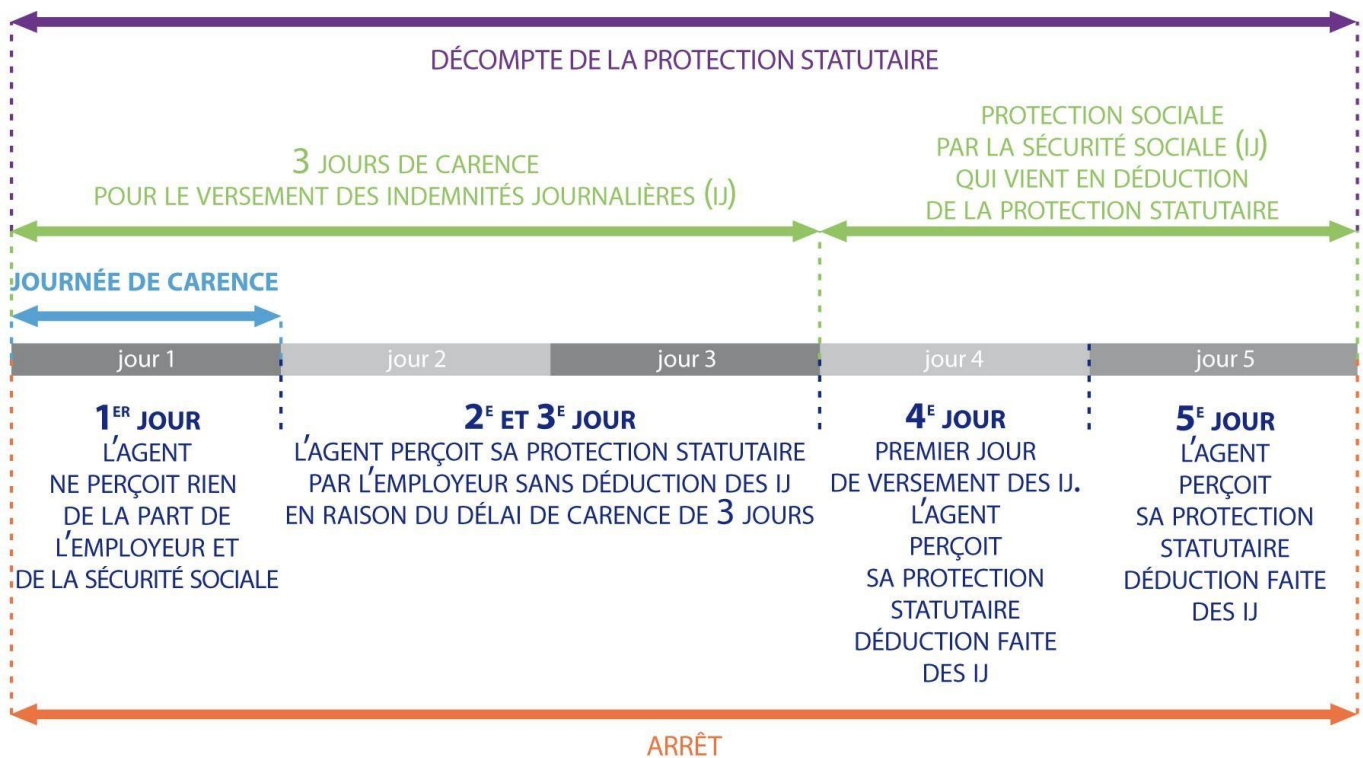 DÉCOMPTE DE LA PROTECTION STATUTAIRE
3 JOURS DE CARENCE
POUR LE VERSEMENT DES INDEMNITÉS JOURNALIÈRES (IJ)
PROTECTION SOCIALE
PAR LA SÉCURITÉ SOCIALE (IJ)
QUI VIENT EN DÉDUCTION
DE LA PROTECTION STATUTAIRE
JOURNÉE DE CARENCE
jour 1
jour 2
jour 3
jour 4
jour 5
1ER JOUR
L'AGENT
NE PERÇOIT RIEN
DE LA PART DE
L'EMPLOYEUR ET
DE LA SÉCURITÉ SOCIALE
2E ET 3E JOUR
L'AGENT PERÇOIT SA PROTECTION STATUTAIRE
PAR L'EMPLOYEUR SANS DÉDUCTION DES IJ
EN RAISON DU DÉLAI DE CARENCE DE 3 JOURS
4E JOUR
PREMIER JOUR
DE VERSEMENT DES IJ.
L'AGENT
PERÇOIT
SA PROTECTION
STATUTAIRE
DÉDUCTION FAITE
DES IJ
5E JOUR
L'AGENT
PERÇOIT
SA PROTECTION
STATUTAIRE
DÉDUCTION FAITE
DES IJ
ARRÊT